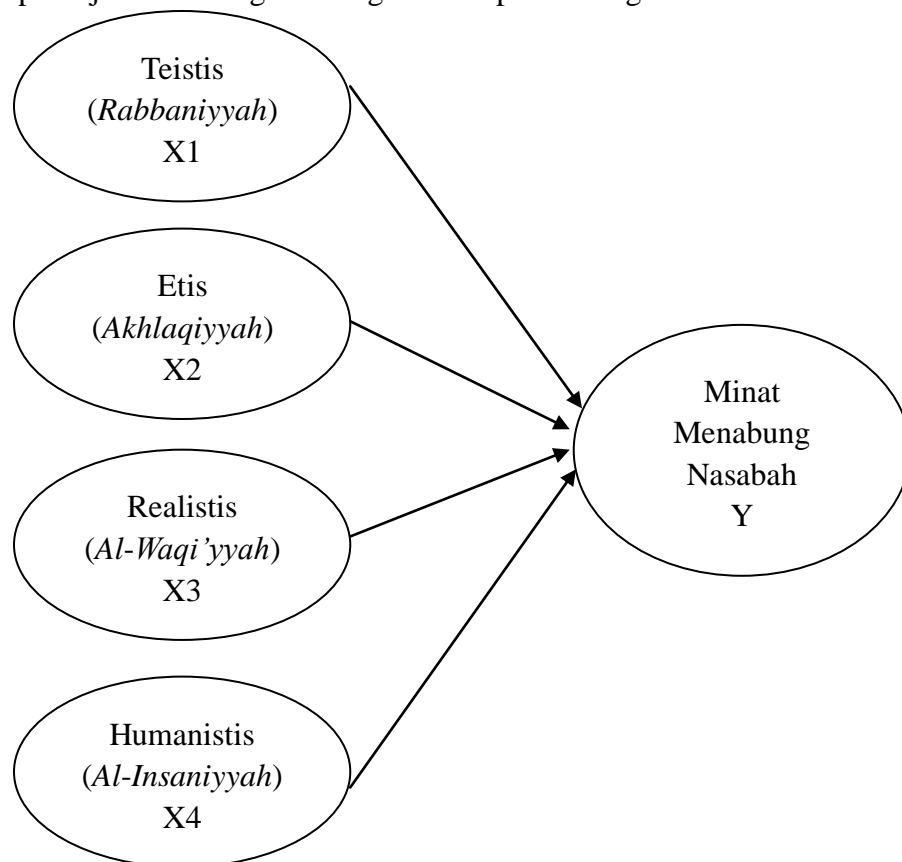 Teistis
(Rabbaniyyah)
X1
Etis
(Akhlaqiyyah)
X2
Realistis
(Al-Waqi’yyah)
X3
Humanistis
(Al-Insaniyyah)
X4
Minat
Menabung
Nasabah
Y